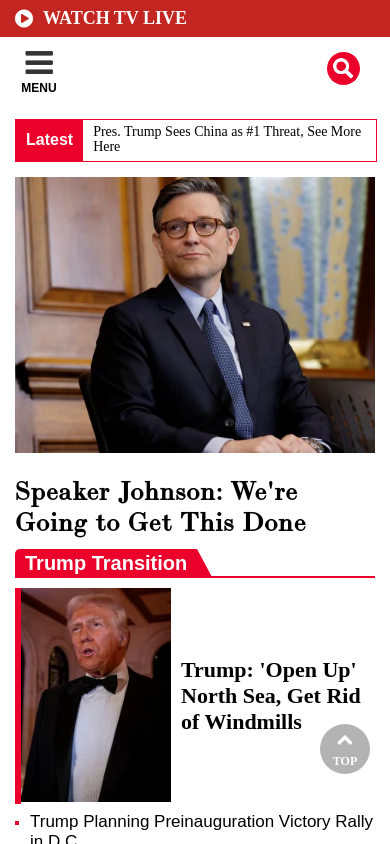 WATCH TV LIVE
MENU
Latest
Pres. Trump Sees China as #1 Threat, See More
Here
Speaker Johnson: We're
Going to Get This Done
Trump Transition
Trump: 'Open Up'
North Sea, Get Rid
of Windmills
TOP
Trump Planning Preinauguration Victory Rally
in D.C.